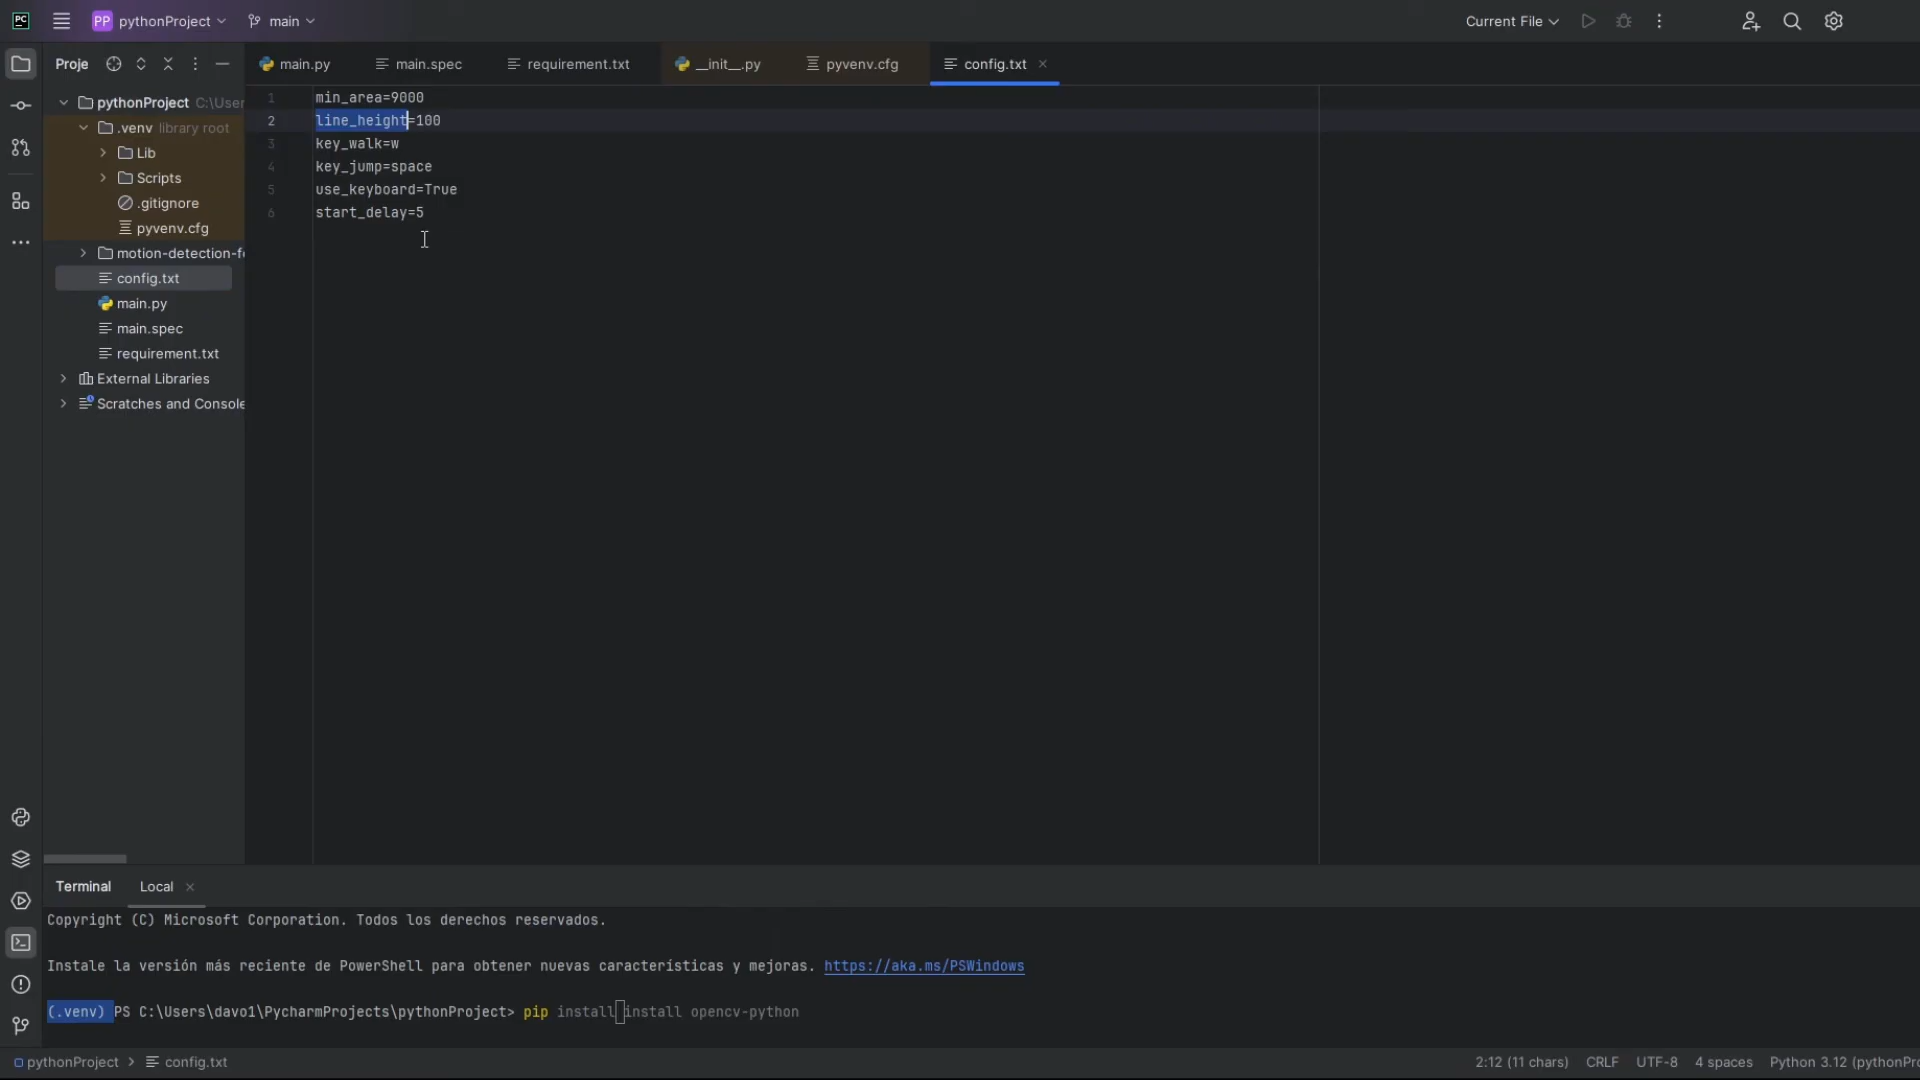 PC PP pythonProject main Current File
Proje main.py main.spec requirement.txt __init__.py pyvenv.cfg config.txt
pythonProject C:\User
.venv library root
Lib
Scripts
.gitignore
pyvenv.cfg
motion-detection-f
config.txt
main.py
main.spec
requirement.txt
External Libraries
Scratches and Console
1 min_area=9000
2 line_height=100
3 key_walk=w
4 key_jump=space
5 use_keyboard=True
6 start_delay=5
Terminal Local
Copyright (C) Microsoft Corporation. Todos los derechos reservados.
Instale la versión más reciente de PowerShell para obtener nuevas características y mejoras. https://aka.ms/PSWindows
(.venv) PS C:\Users\davo1\PycharmProjects\pythonProject> pip install install opencv-python
pythonProject > config.txt 2:12 (11 chars) CRLF UTF-8 4 spaces Python 3.12 (pythonPro